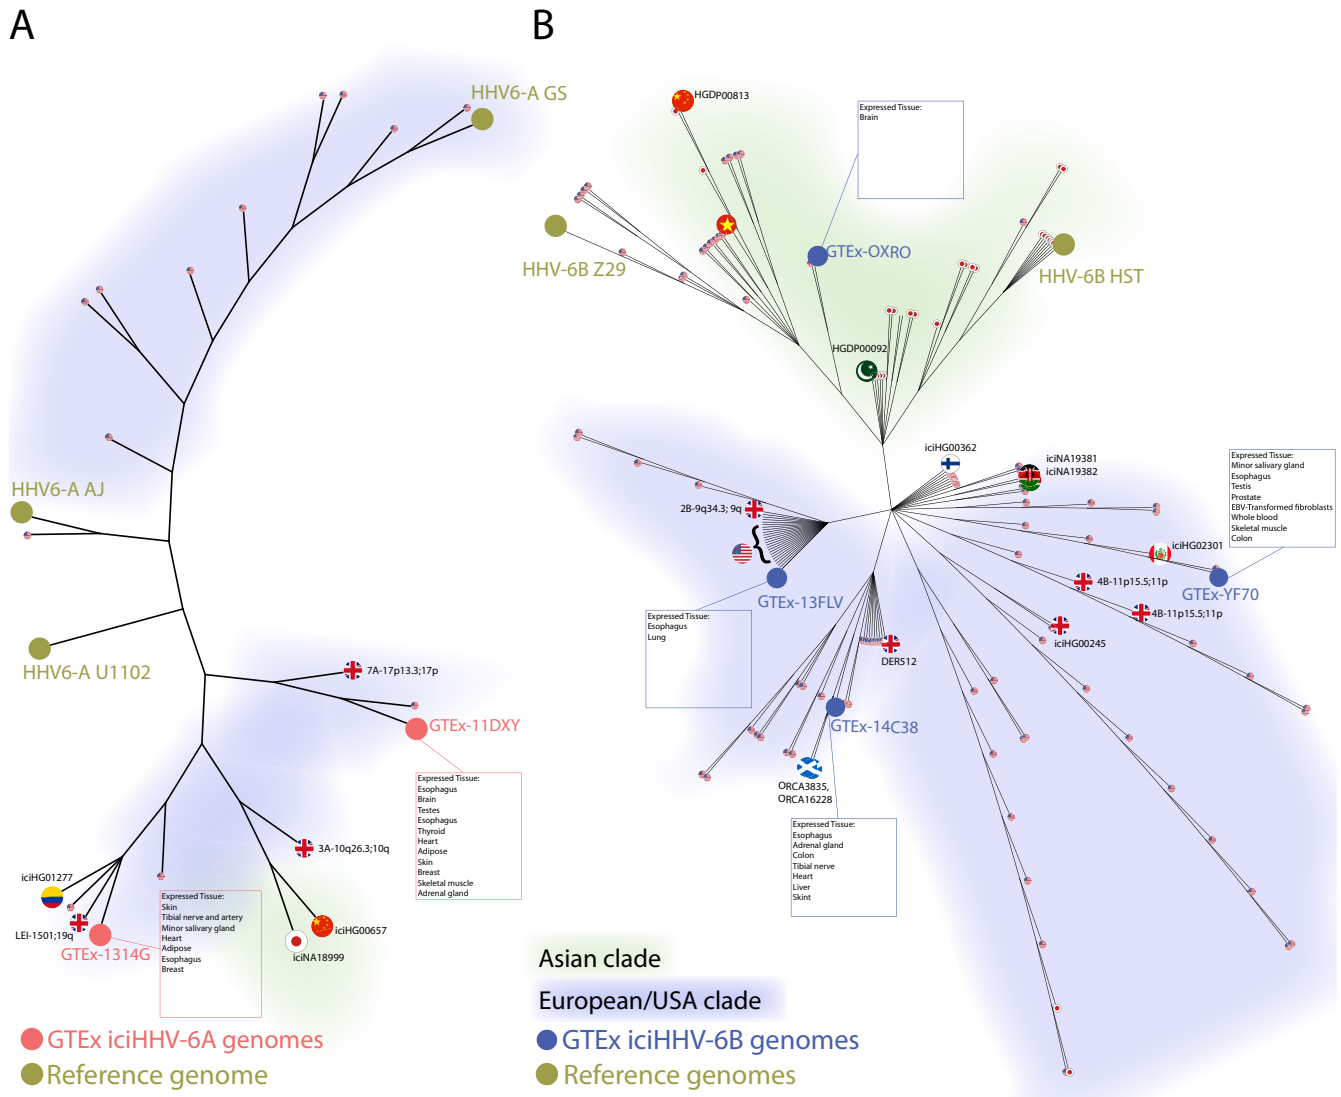 A
HHV6-A GS
HHV6-A AJ
HHV6-A U1102
7A-17p13.3;17p
GTEx-11DXY
Expressed Tissue:
Esophagus
Brain
Testes
Esophagus
Thyroid
Heart
Adipose
Skin
Breast
Skeletal muscle
Adrenal gland
3A-10q26.3;10q
iciHG01277
LEI-1501;19q
GTEx-1314G
Expressed Tissue:
Skin
Tibial nerve and artery
Minor salivary gland
Heart
Adipose
Esophagus
Breast
iciHG00657
iciNA18999
GTEx iciHHV-6A genomes
Reference genome
B
HGDP00813
Expressed Tissue:
Brain
HHV-6B Z29
GTEx-OXRO
HHV-6B HST
HGDP00092
iciHG00362
iciNA19381
iciNA19382
2B-9q34.3; 9q
{
GTEx-13FLV
Expressed Tissue:
Esophagus
Lung
Expressed Tissue:
Minor salivary gland
Esophagus
Testis
Prostate
EBV-Transformed fibroblasts
Whole blood
Skeletal muscle
Colon
iciHG02301
GTEx-YF70
4B-11p15.5;11p
4B-11p15.5;11p
iciHG00245
DER512
GTEx-14C38
ORCA3835,
ORCA16228
Expressed Tissue:
Esophagus
Adrenal gland
Colon
Tibial nerve
Heart
Liver
Skint
Asian clade
European/USA clade
GTEx iciHHV-6B genomes
Reference genomes